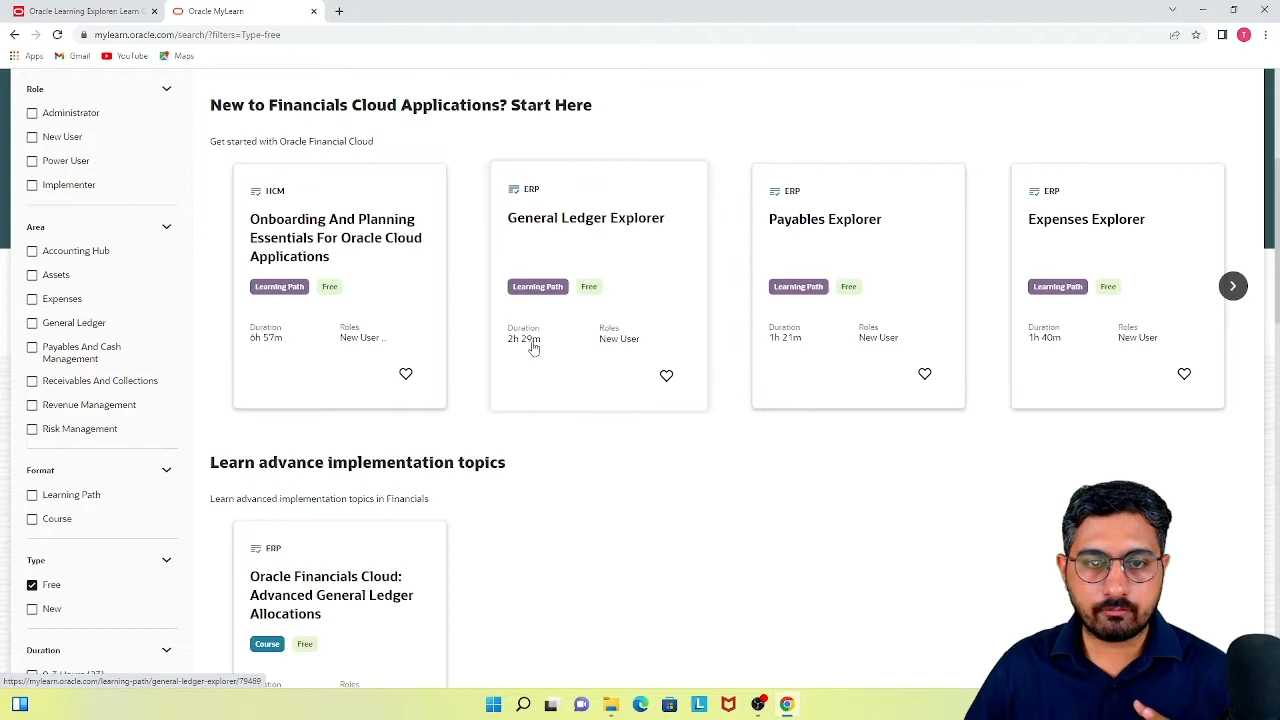 Oracle Learning Explorer Learn C
Oracle MyLearn
mylearn.oracle.com/search/?filters=Type-free
T
Apps
Gmail
YouTube
Maps
Role
Administrator
New User
Power User
Implementer
Area
Accounting Hub
Assets
Expenses
General Ledger
Payables And Cash
Management
Receivables And Collections
Revenue Management
Risk Management
Format
Learning Path
Course
Type
Free
New
Duration
New to Financials Cloud Applications? Start Here
Get started with Oracle Financial Cloud
HCM
Onboarding And Planning
Essentials For Oracle Cloud
Applications
Learning Path
Free
Duration
Roles
6h 57m
New User ..
ERP
General Ledger Explorer
Learning Path
Free
Duration
Roles
2h 29m
New User
ERP
Payables Explorer
Learning Path
Free
Duration
Roles
1h 21m
New User
ERP
Expenses Explorer
Learning Path
Free
Duration
Roles
1h 40m
New User
Learn advance implementation topics
Learn advanced implementation topics in Financials
ERP
Oracle Financials Cloud:
Advanced General Ledger
Allocations
Course
Free
Duration
Roles
https://mylearn.oracle.com/learning-path/general-ledger-explorer/79469